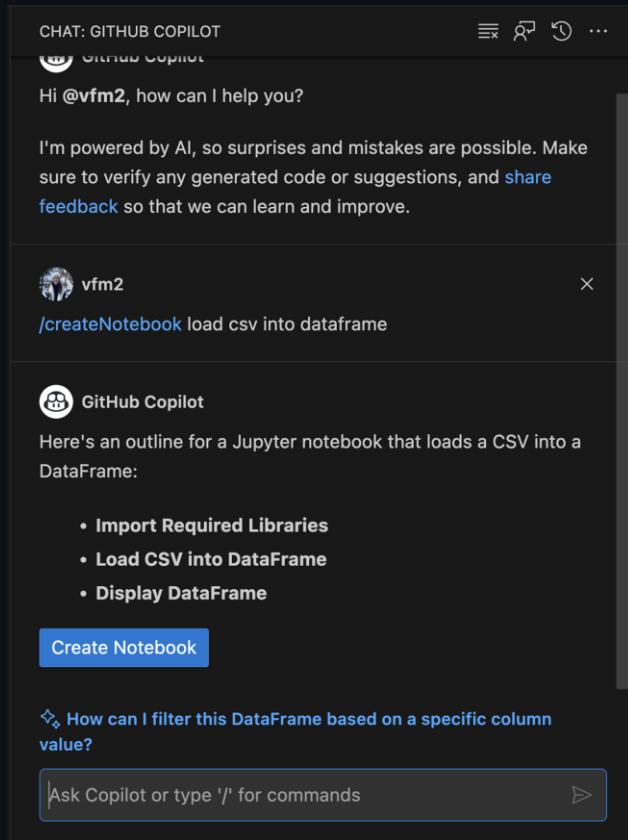 CHAT: GITHUB COPILOT
GitHub Copilot
Hi @vfm2, how can I help you?
I'm powered by AI, so surprises and mistakes are possible. Make
sure to verify any generated code or suggestions, and share
feedback so that we can learn and improve.
vfm2
/createNotebook load csv into dataframe
GitHub Copilot
Here's an outline for a Jupyter notebook that loads a CSV into a
DataFrame:
• Import Required Libraries
• Load CSV into DataFrame
• Display DataFrame
Create Notebook
How can I filter this DataFrame based on a specific column
value?
Ask Copilot or type '/' for commands